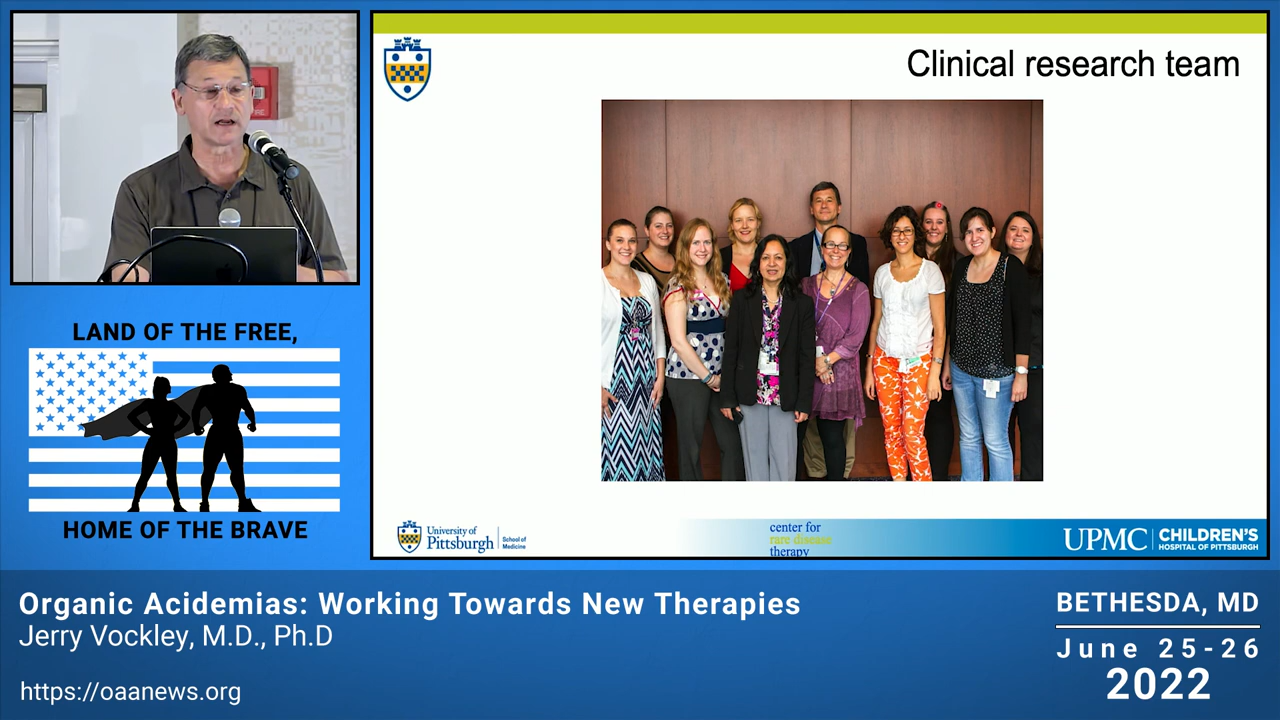 Clinical research team
LAND OF THE FREE,
HOME OF THE BRAVE
University of
Pittsburgh
School of
Medicine
center for
rare disease
therapy
UPMC
CHILDREN'S
HOSPITAL OF PITTSBURGH
Organic Acidemias: Working Towards New Therapies
Jerry Vockley, M.D., Ph.D
https://oaanews.org
BETHESDA, MD
June 25-26
2022